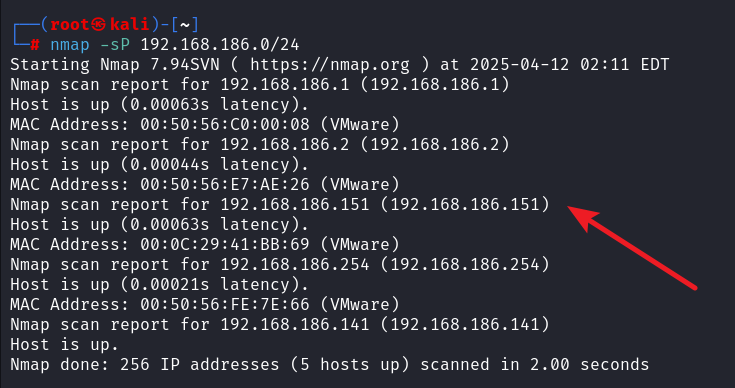 ┌──(root㉿kali)-[~]
└─# nmap -sP 192.168.186.0/24
Starting Nmap 7.94SVN ( https://nmap.org ) at 2025-04-12 02:11 EDT
Nmap scan report for 192.168.186.1 (192.168.186.1)
Host is up (0.00063s latency).
MAC Address: 00:50:56:C0:00:08 (VMware)
Nmap scan report for 192.168.186.2 (192.168.186.2)
Host is up (0.00044s latency).
MAC Address: 00:50:56:E7:AE:26 (VMware)
Nmap scan report for 192.168.186.151 (192.168.186.151)
Host is up (0.00063s latency).
MAC Address: 00:0C:29:41:BB:69 (VMware)
Nmap scan report for 192.168.186.254 (192.168.186.254)
Host is up (0.00021s latency).
MAC Address: 00:50:56:FE:7E:66 (VMware)
Nmap scan report for 192.168.186.141 (192.168.186.141)
Host is up.
Nmap done: 256 IP addresses (5 hosts up) scanned in 2.00 seconds